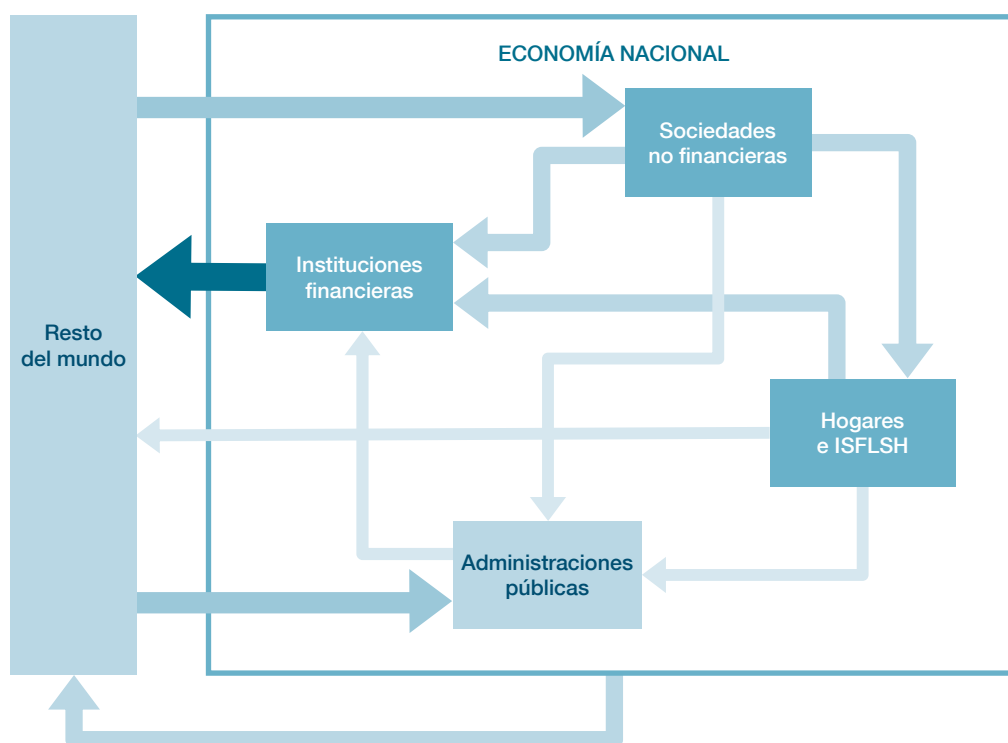 ECONOMÍA NACIONAL
Sociedades
no financieras
Instituciones
financieras
Resto
del mundo
Hogares
e ISFLSH
Administraciones
públicas